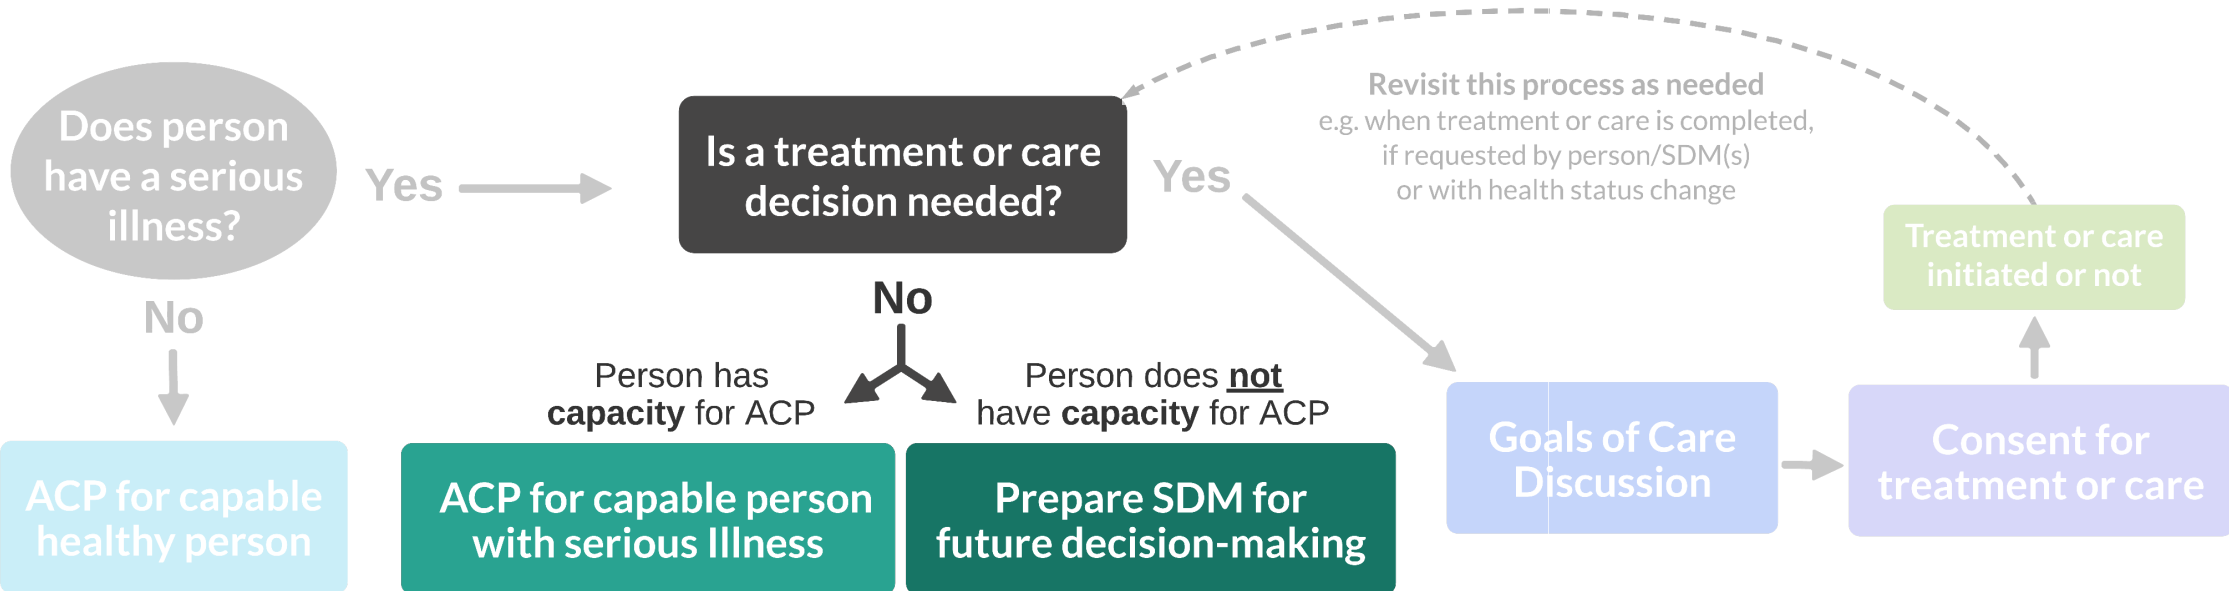 Does person
have a serious
illness?
Yes
No
ACP for capable
healthy person
Is a treatment or care
decision needed?
No
Person has
capacity for ACP
Person does not
have capacity for ACP
ACP for capable person
with serious Illness
Prepare SDM for
future decision-making
Yes
Revisit this process as needed
e.g. when treatment or care is completed,
if requested by person/SDM(s)
or with health status change
Goals of Care
Discussion
Consent for
treatment or care
Treatment or care
initiated or not